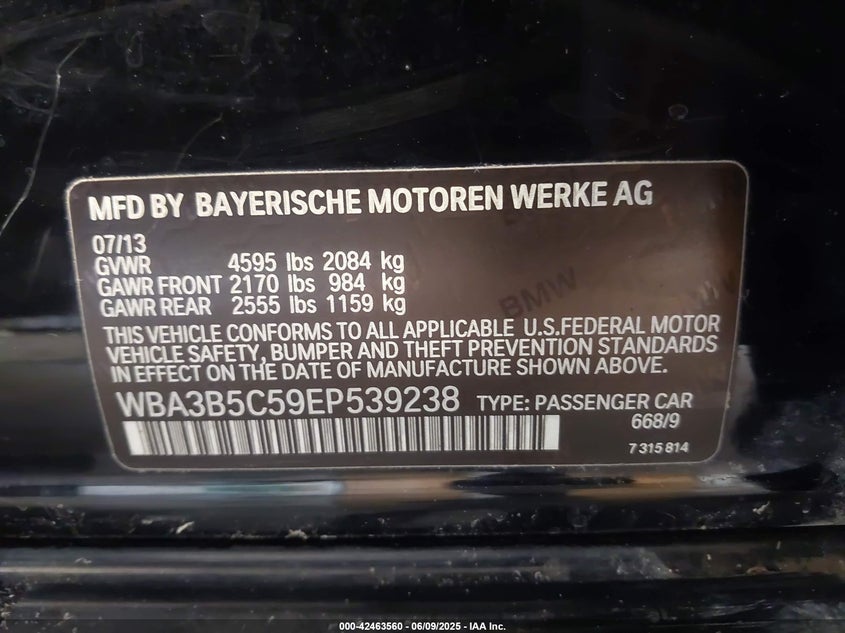 MFD BY BAYERISCHE MOTOREN WERKE AG
07/13
GVWR 4595 lbs 2084 kg
GAWR FRONT 2170 lbs 984 kg
GAWR REAR 2555 lbs 1159 kg
THIS VEHICLE CONFORMS TO ALL APPLICABLE U.S.FEDERAL MOTOR
VEHICLE SAFETY, BUMPER AND THEFT PREVENTION STANDARDS
IN EFFECT ON THE DATE OF MANUFACTURE SHOWN ABOVE.
WBA3B5C59EP539238 TYPE: PASSENGER CAR
668/9
7 315 814
BMW
000-42463560 - 06/09/2025 - IAA Inc.